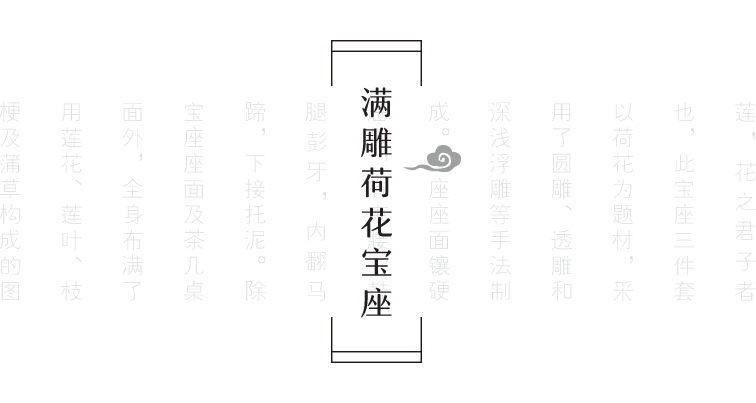 满雕荷花宝座
莲，花之君子者
也，此宝座三件套
以荷花为题材，采
用了圆雕、透雕和
深浅浮雕等手法制
成。座座面镶硬
腿彭牙，内翻马
蹄，下接托泥。除
宝座座面及茶几桌
面外，全身布满了
用莲花、莲叶、枝
梗及蒲草构成的图